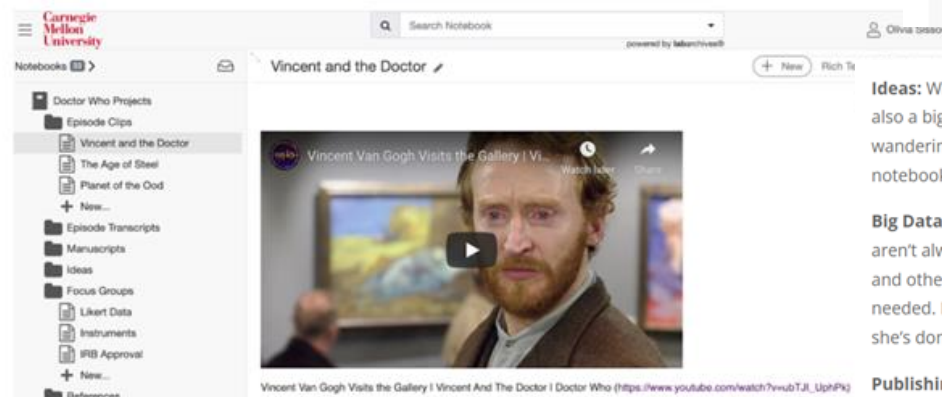 Carnegie
Mellon
University
Search Notebook
powered by labarchives®
Olivia
Notebooks
Vincent and the Doctor
+ New
Rich Te
Doctor Who Projects
Episode Clips
Vincent and the Doctor
The Age of Steel
Planet of the Ood
+ New...
Episode Transcripts
Manuscripts
Ideas
Focus Groups
Likert Data
Instruments
IRB Approval
+ New...
References
Vincent Van Gogh Visits the Gallery | Vi...
Watch later
Share
Vincent Van Gogh Visits the Gallery | Vincent And The Doctor | Doctor Who (https://www.youtube.com/watch?v=ubTJI_UphPk)
Ideas: W
also a big
wanderin
notebook
Big Data
aren't alw
and othe
needed.
she's don
Publishin